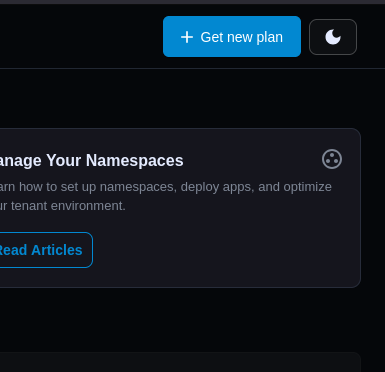 Get new plan
anage Your Namespaces
arn how to set up namespaces, deploy apps, and optimize
ur tenant environment.
Read Articles